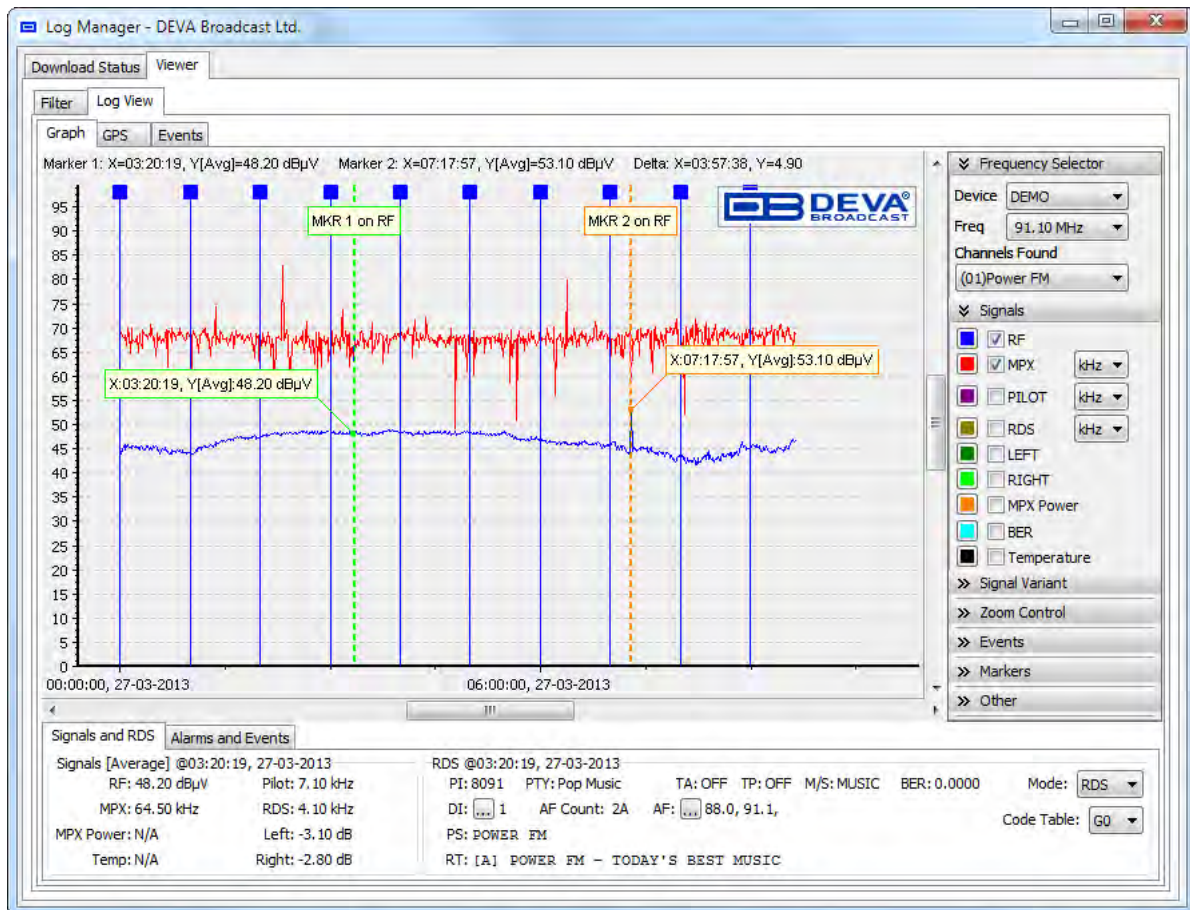 Log Manager - DEVA Broadcast Ltd.
Download Status Viewer
Filter Log View
Graph GPS Events
Marker 1: X=03:20:19, Y[Avg]=48.20 dBµV Marker 2: X=07:17:57, Y[Avg]=53.10 dBµV Delta: X=03:57:38, Y=4.90
MKR 1 on RF
MKR 2 on RF
DEVA®
BROADCAST
95
90
85
80
75
70
65
60
55
50
45
40
35
30
25
20
15
10
5
0
X:03:20:19, Y[Avg]:48.20 dBµV
X:07:17:57, Y[Avg]:53.10 dBµV
00:00:00, 27-03-2013
06:00:00, 27-03-2013
Frequency Selector
Device DEMO
Freq 91.10 MHz
Channels Found
(01)Power FM
Signals
RF
MPX kHz
PILOT kHz
RDS kHz
LEFT
RIGHT
MPX Power
BER
Temperature
Signal Variant
Zoom Control
Events
Markers
Other
Signals and RDS Alarms and Events
Signals [Average] @03:20:19, 27-03-2013
RF: 48.20 dBµV Pilot: 7.10 kHz
MPX: 64.50 kHz RDS: 4.10 kHz
MPX Power: N/A Left: -3.10 dB
Temp: N/A Right: -2.80 dB
RDS @03:20:19, 27-03-2013
PI: 8091 PTY: Pop Music TA: OFF TP: OFF M/S: MUSIC BER: 0.0000
DI: ... 1 AF Count: 2A AF: ... 88.0, 91.1,
PS: POWER FM
RT: [A] POWER FM - TODAY'S BEST MUSIC
Mode: RDS
Code Table: G0